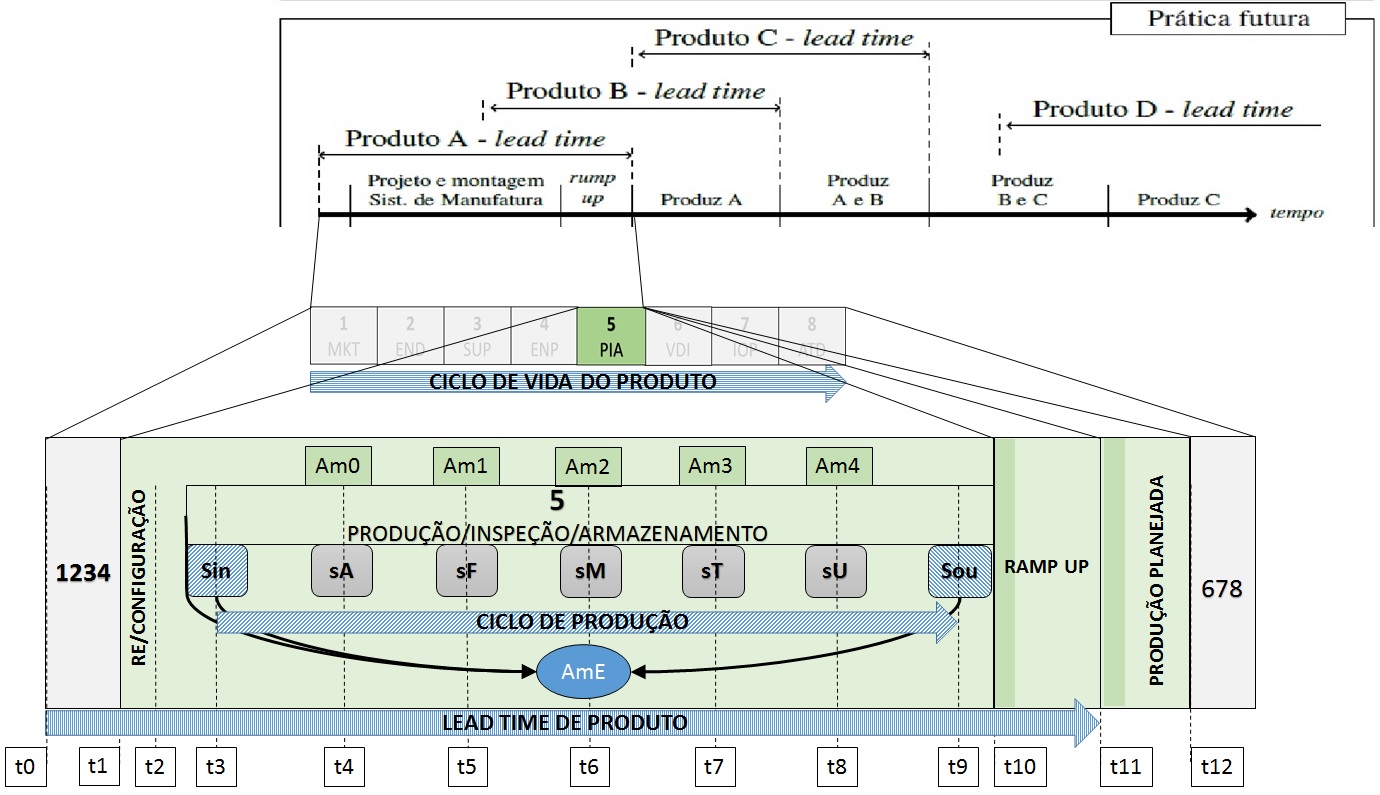 Prática futura
Produto C - lead time
Produto B - lead time
Produto D - lead time
Produto A - lead time
Projeto e montagem
Sist. de Manufatura
rump
up
Produz A
Produz
A e B
Produz
B e C
Produz C
tempo
1
MKT
2
END
3
SUP
4
ENP
5
PIA
6
VDI
7
IOP
8
ATD
CICLO DE VIDA DO PRODUTO
Am0
Am1
Am2
Am3
Am4
5
PRODUÇÃO/INSPEÇÃO/ARMAZENAMENTO
1234
RE/CONFIGURAÇÃO
Sin
sA
sF
sM
sT
sU
Sou
RAMP UP
PRODUÇÃO PLANEJADA
678
CICLO DE PRODUÇÃO
AmE
LEAD TIME DE PRODUTO
t0
t1
t2
t3
t4
t5
t6
t7
t8
t9
t10
t11
t12